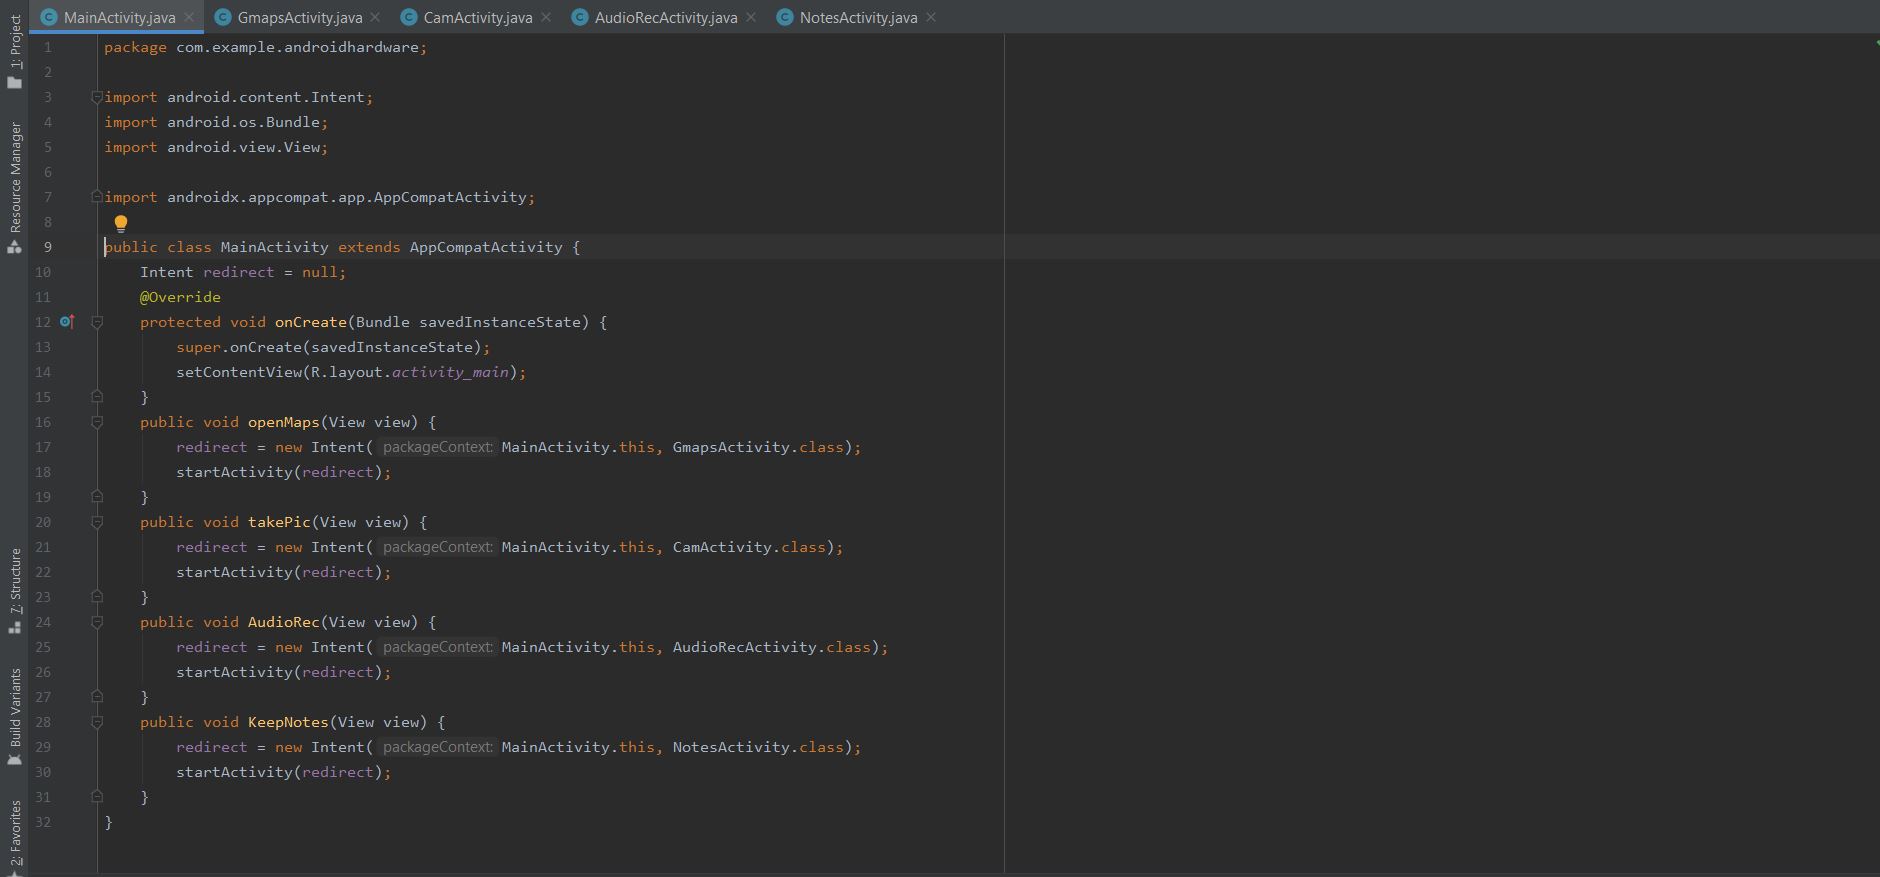 MainActivity.java GmapsActivity.java CamActivity.java AudioRecActivity.java NotesActivity.java
1: Project
Resource Manager
7: Structure
Build Variants
2: Favorites
1 package com.example.androidhardware;
2
3 import android.content.Intent;
4 import android.os.Bundle;
5 import android.view.View;
6
7 import androidx.appcompat.app.AppCompatActivity;
8
9 public class MainActivity extends AppCompatActivity {
10     Intent redirect = null;
11     @Override
12     protected void onCreate(Bundle savedInstanceState) {
13         super.onCreate(savedInstanceState);
14         setContentView(R.layout.activity_main);
15     }
16     public void openMaps(View view) {
17         redirect = new Intent( packageContext: MainActivity.this, GmapsActivity.class);
18         startActivity(redirect);
19     }
20     public void takePic(View view) {
21         redirect = new Intent( packageContext: MainActivity.this, CamActivity.class);
22         startActivity(redirect);
23     }
24     public void AudioRec(View view) {
25         redirect = new Intent( packageContext: MainActivity.this, AudioRecActivity.class);
26         startActivity(redirect);
27     }
28     public void KeepNotes(View view) {
29         redirect = new Intent( packageContext: MainActivity.this, NotesActivity.class);
30         startActivity(redirect);
31     }
32 }